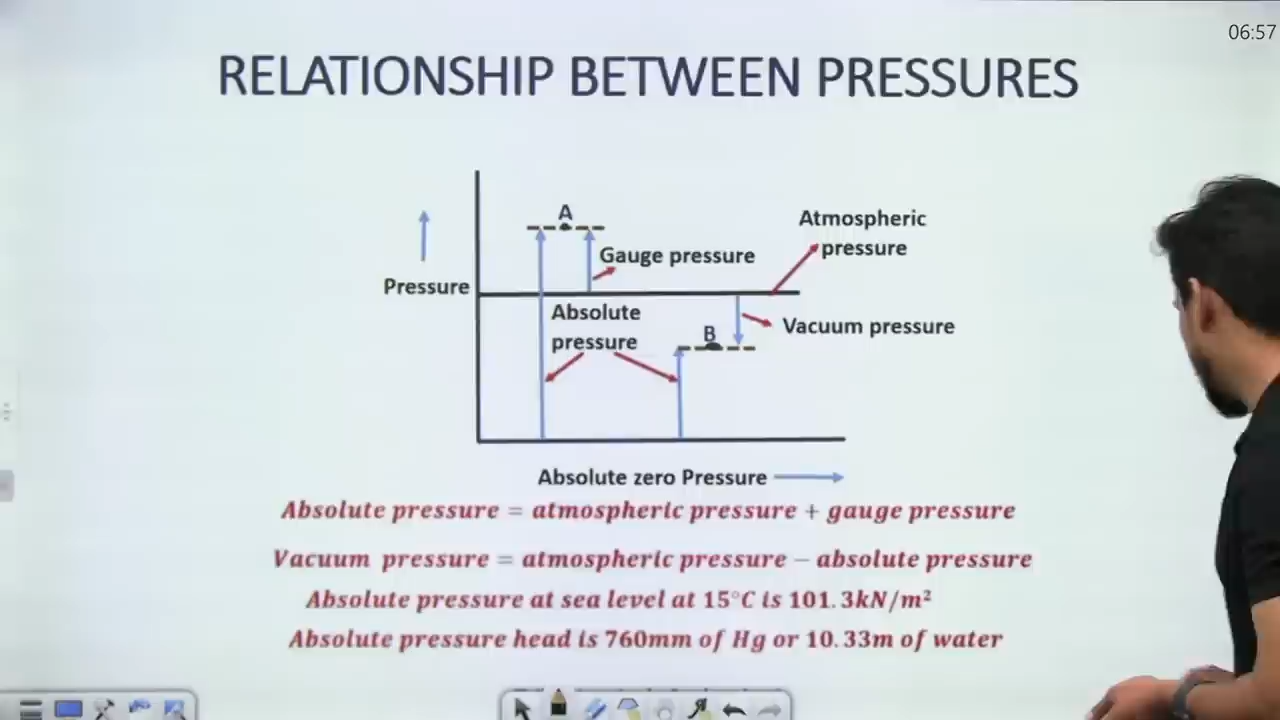 06:57
RELATIONSHIP BETWEEN PRESSURES
A
Atmospheric
pressure
Gauge pressure
Pressure
Absolute
pressure
Vacuum pressure
B
Absolute zero Pressure
Absolute pressure = atmospheric pressure + gauge pressure
Vacuum pressure = atmospheric pressure − absolute pressure
Absolute pressure at sea level at 15°C is 101.3kN/m²
Absolute pressure head is 760mm of Hg or 10.33m of water